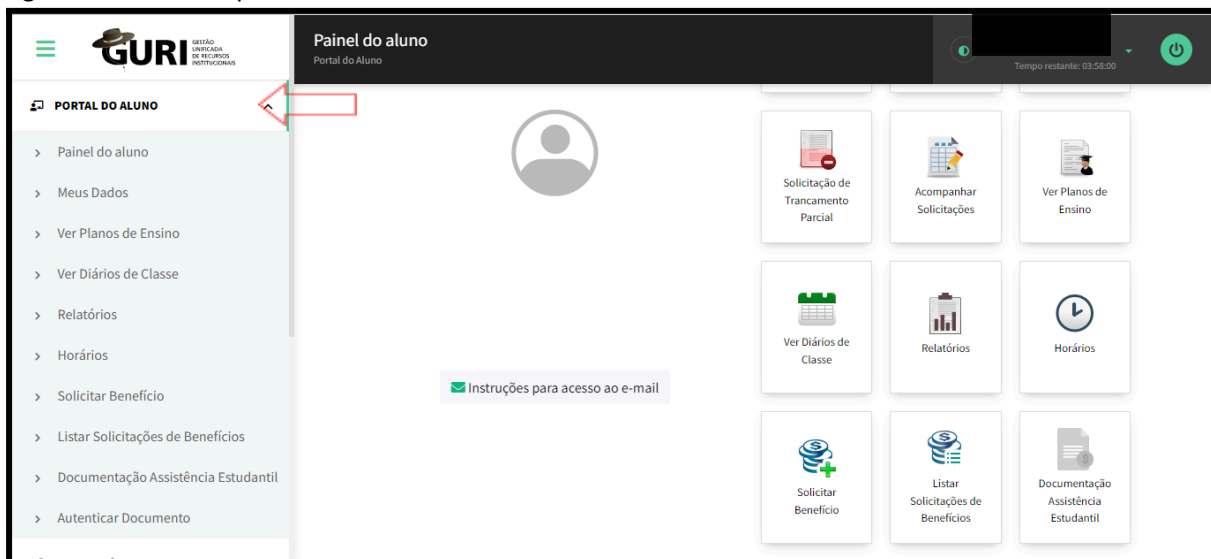 GURI
GESTÃO
UNIFICADA
DE RECURSOS
INSTITUCIONAIS
Painel do aluno
Portal do Aluno
Tempo restante: 03:58:00
PORTAL DO ALUNO
Painel do aluno
Meus Dados
Ver Planos de Ensino
Ver Diários de Classe
Relatórios
Horários
Solicitar Benefício
Listar Solicitações de Benefícios
Documentação Assistência Estudantil
Autenticar Documento
Instruções para acesso ao e-mail
Solicitação de
Trancamento
Parcial
Acompanhar
Solicitações
Ver Planos de
Ensino
Ver Diários de
Classe
Relatórios
Horários
Solicitar
Benefício
Listar
Solicitações de
Benefícios
Documentação
Assistência
Estudantil